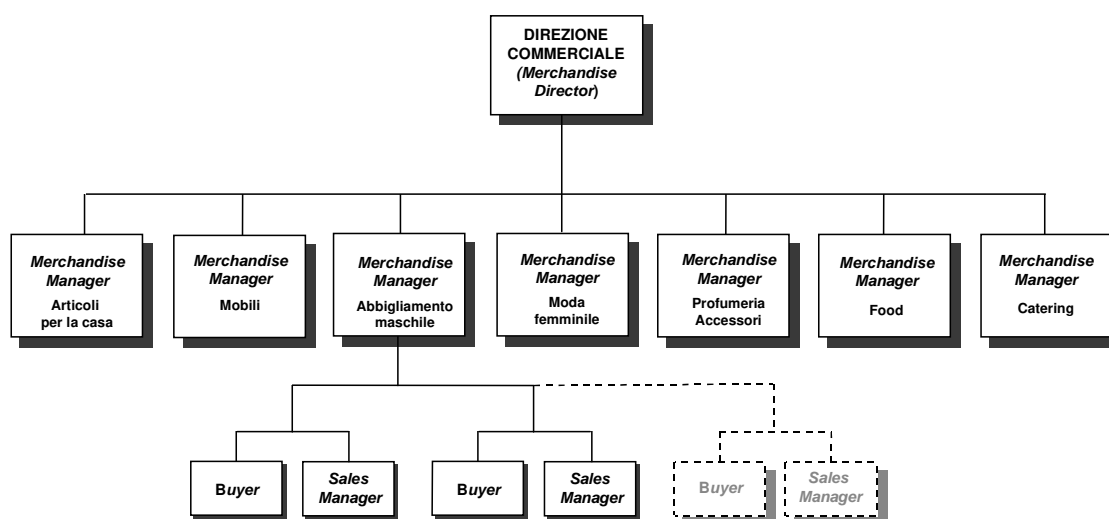 DIREZIONE
COMMERCIALE
(Merchandise
Director)
Merchandise
Manager
Articoli
per la casa
Merchandise
Manager
Mobili
Merchandise
Manager
Abbigliamento
maschile
Merchandise
Manager
Moda
femminile
Merchandise
Manager
Profumeria
Accessori
Merchandise
Manager
Food
Merchandise
Manager
Catering
Buyer
Sales
Manager
Buyer
Sales
Manager
Buyer
Sales
Manager